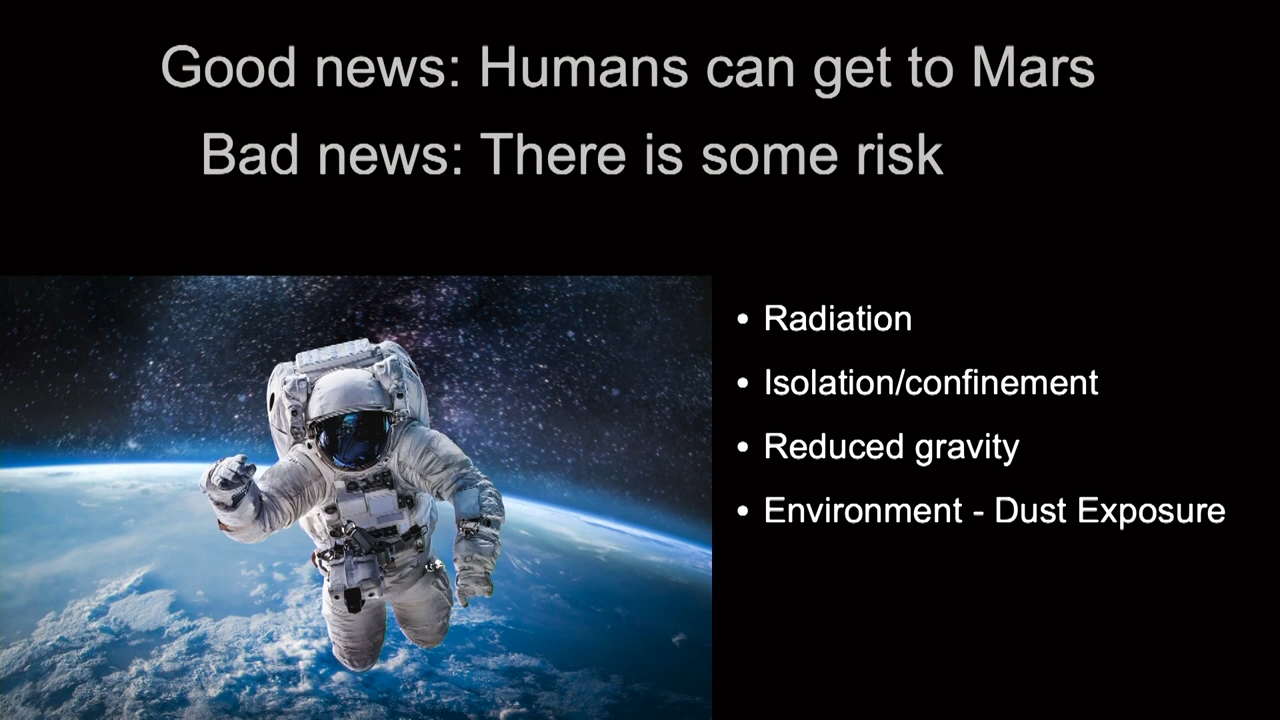 Good news: Humans can get to Mars
Bad news: There is some risk
• Radiation
• Isolation/confinement
• Reduced gravity
• Environment - Dust Exposure